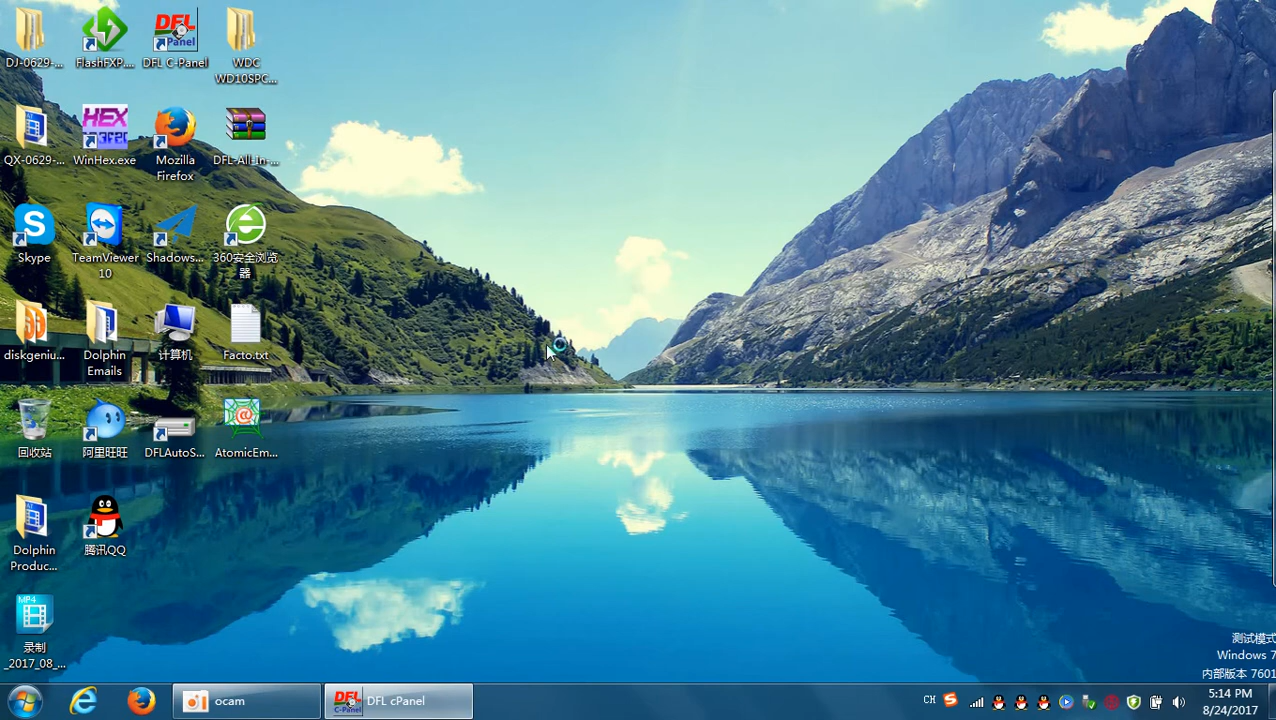 DJ-0629-...
FlashFXP....
DFL
C-Panel
DFL C-Panel
WDC
WD10SPC...
QX-0629-...
HEX
WinHex.exe
Mozilla
Firefox
DFL-All-In-...
Skype
TeamViewer
10
Shadows...
360安全浏览
器
diskgeniu...
Dolphin
Emails
计算机
Facto.txt
回收站
阿里旺旺
DFLAutoS...
AtomicEm...
Dolphin
Produc...
腾讯QQ
MP4
录制
_2017_08_...
测试模式
Windows 7
内部版本 7601
ocam
DFL
C-Panel
DFL cPanel
CH
5:14 PM
8/24/2017